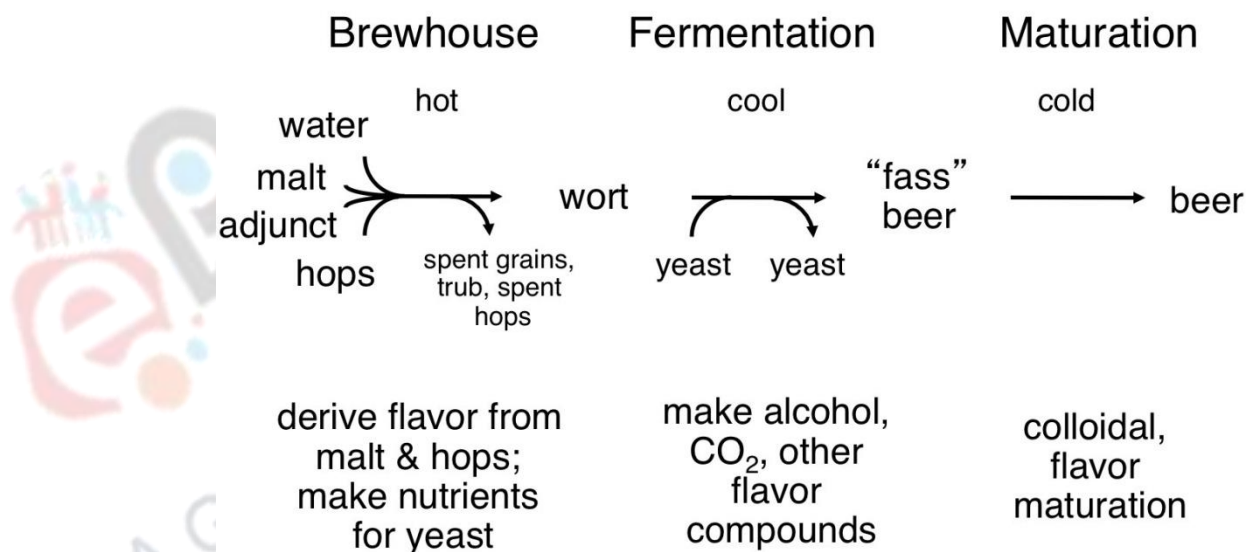 Brewhouse Fermentation Maturation
hot cool cold
water
malt
adjunct
hops
wort
"fass"
beer
beer
spent grains,
trub, spent
hops
yeast yeast
derive flavor from
malt & hops;
make nutrients
for yeast
make alcohol,
CO₂, other
flavor
compounds
colloidal,
flavor
maturation